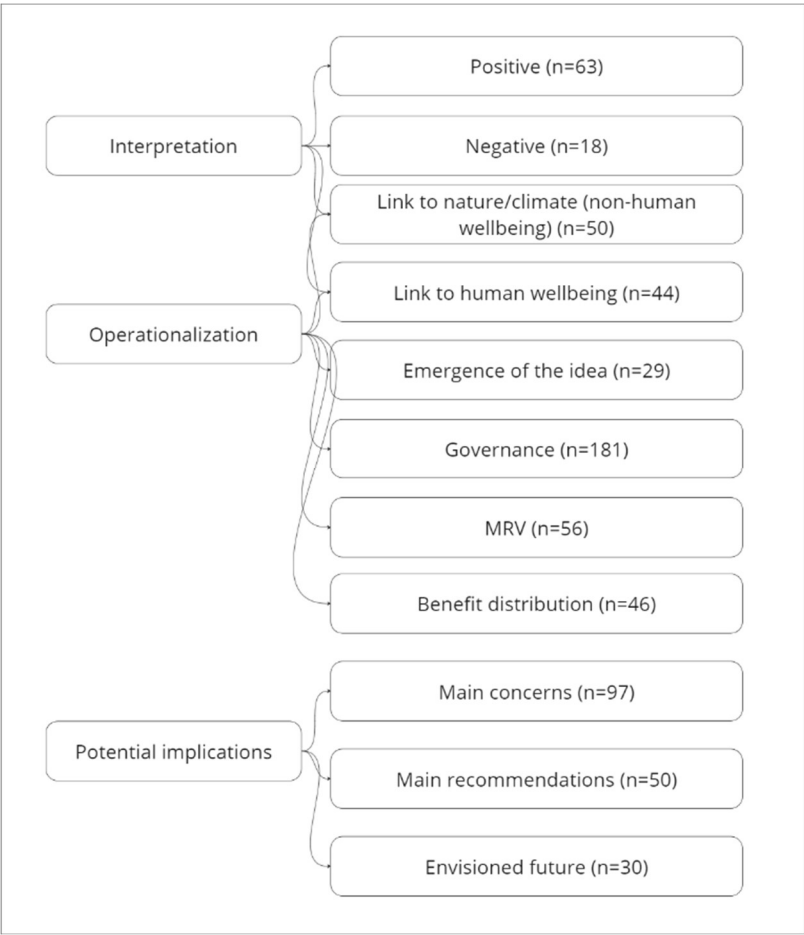 Interpretation
Positive (n=63)
Negative (n=18)
Link to nature/climate (non-human
wellbeing) (n=50)
Link to human wellbeing (n=44)
Operationalization
Emergence of the idea (n=29)
Governance (n=181)
MRV (n=56)
Benefit distribution (n=46)
Potential implications
Main concerns (n=97)
Main recommendations (n=50)
Envisioned future (n=30)